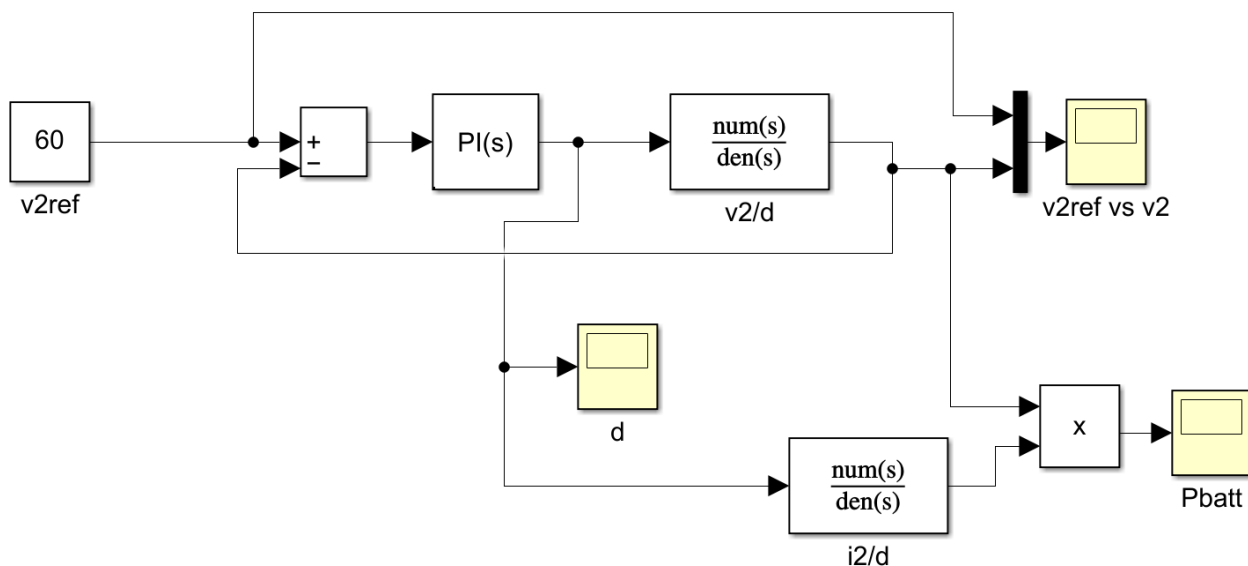 60
v2ref
+
−
PI(s)
num(s)
den(s)
v2/d
v2ref vs v2
d
x
num(s)
den(s)
i2/d
Pbatt